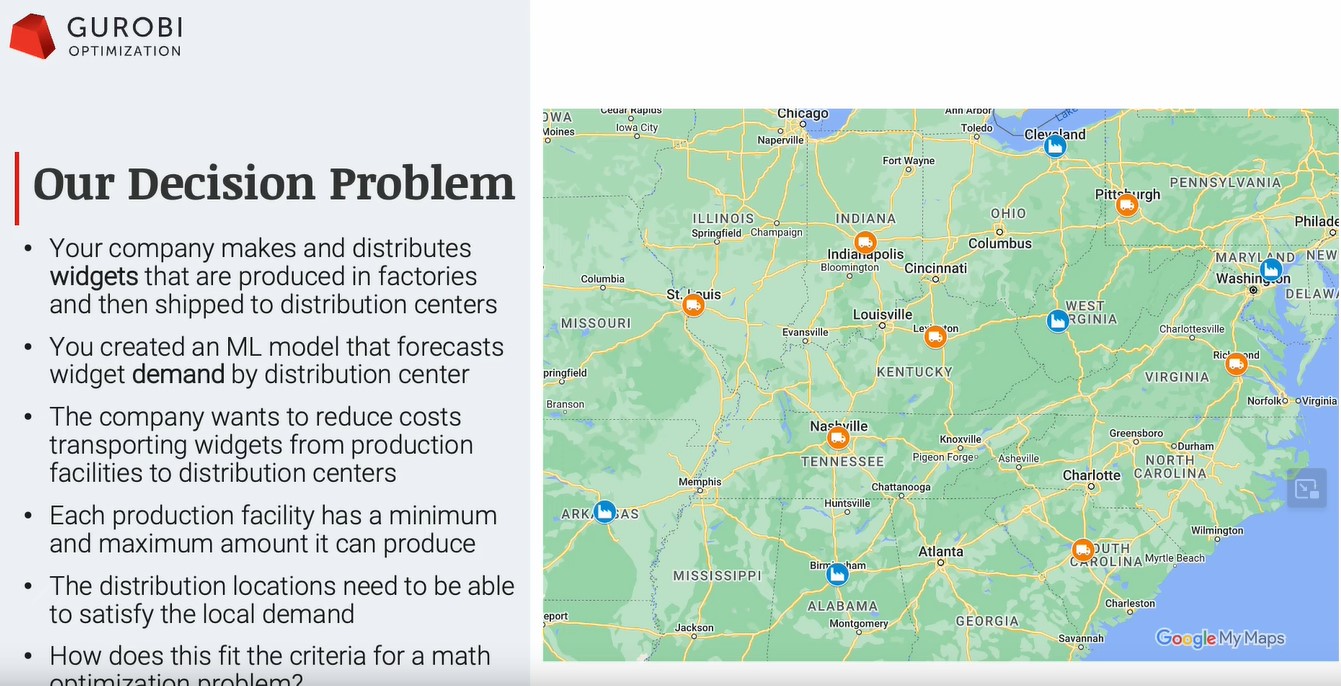 GUROBI
OPTIMIZATION
Our Decision Problem
• Your company makes and distributes
widgets that are produced in factories
and then shipped to distribution centers
• You created an ML model that forecasts
widget demand by distribution center
• The company wants to reduce costs
transporting widgets from production
facilities to distribution centers
• Each production facility has a minimum
and maximum amount it can produce
• The distribution locations need to be able
to satisfy the local demand
• How does this fit the criteria for a math
optimization problem?
Cedar Rapids
Chicago
Ann Arbor
Lake
OWA
Moines
Iowa City
Naperville
Toledo
Cleveland
Fort Wayne
Pittsburgh
PENNSYLVANIA
ILLINOIS
INDIANA
OHIO
Springfield
Champaign
Columbus
Philade
Indianapolis
MARYLAND
NEW
Bloomington
Cincinnati
Washington
Columbia
St. Louis
DELAWA
WEST
VIRGINIA
MISSOURI
Evansville
Louisville
Lexington
Charlottesville
Richmond
pringfield
KENTUCKY
VIRGINIA
Branson
Norfolk
Virginia
Nashville
Knoxville
Greensboro
Durham
TENNESSEE
Pigeon Forge
Asheville
NORTH
CAROLINA
Memphis
Chattanooga
Charlotte
ARKANSAS
Huntsville
Wilmington
Atlanta
SOUTH
CAROLINA
Myrtle Beach
MISSISSIPPI
Birmingham
ALABAMA
Charleston
eport
Jackson
Montgomery
GEORGIA
Savannah
Google My Maps